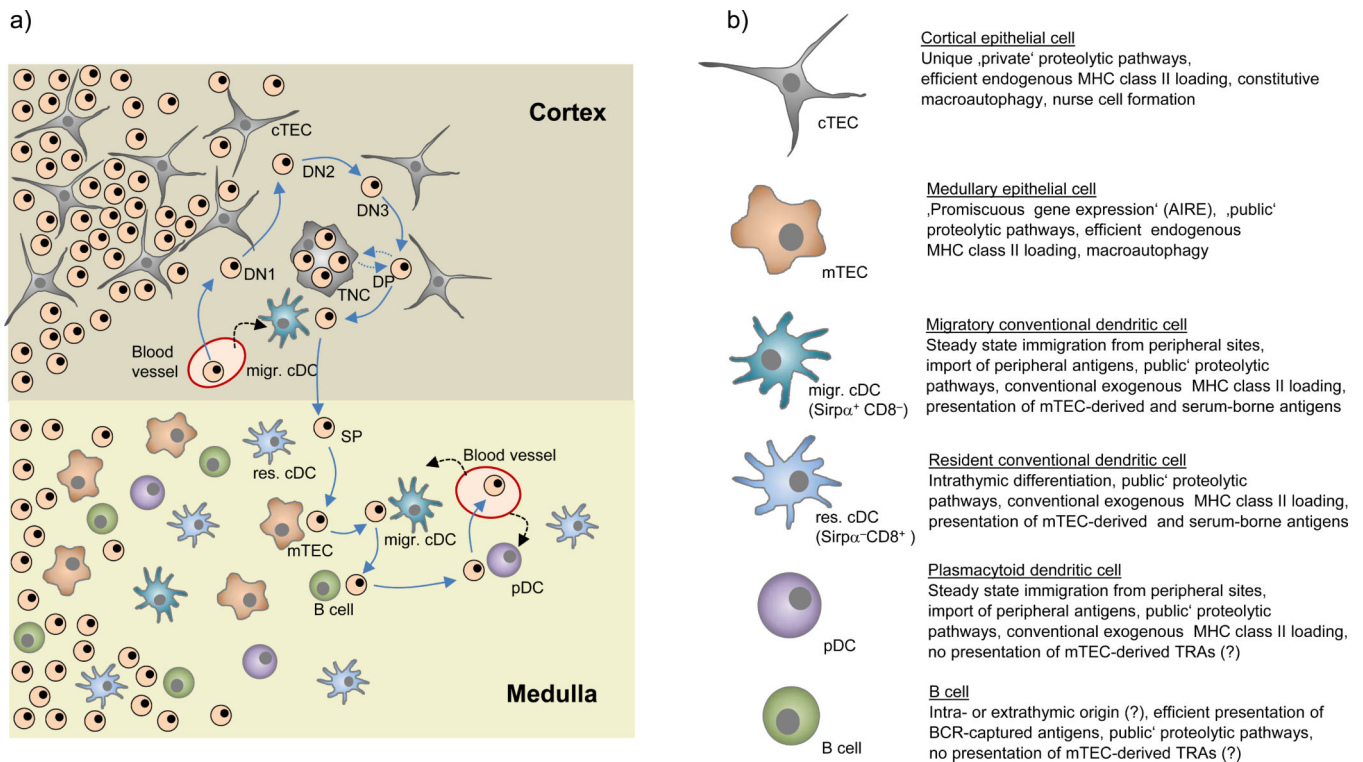 a)
Cortex
cTEC
DN2
DN3
DN1
DP
TNC
Blood
vessel
migr. cDC
SP
res. cDC
Blood vessel
mTEC
migr. cDC
B cell
pDC
Medulla
b)
cTEC
Cortical epithelial cell
Unique ‚private‘ proteolytic pathways,
efficient endogenous MHC class II loading, constitutive
macroautophagy, nurse cell formation
mTEC
Medullary epithelial cell
‚Promiscuous gene expression‘ (AIRE), ‚public‘
proteolytic pathways, efficient endogenous
MHC class II loading, macroautophagy
migr. cDC
(Sirpα⁺ CD8⁻)
Migratory conventional dendritic cell
Steady state immigration from peripheral sites,
import of peripheral antigens, public‘ proteolytic
pathways, conventional exogenous MHC class II loading,
presentation of mTEC-derived and serum-borne antigens
res. cDC
(Sirpα⁻CD8⁺ )
Resident conventional dendritic cell
Intrathymic differentiation, public‘ proteolytic
pathways, conventional exogenous MHC class II loading,
presentation of mTEC-derived and serum-borne antigens
pDC
Plasmacytoid dendritic cell
Steady state immigration from peripheral sites,
import of peripheral antigens, public‘ proteolytic
pathways, conventional exogenous MHC class II loading,
no presentation of mTEC-derived TRAs (?)
B cell
B cell
Intra- or extrathymic origin (?), efficient presentation of
BCR-captured antigens, public‘ proteolytic pathways,
no presentation of mTEC-derived TRAs (?)